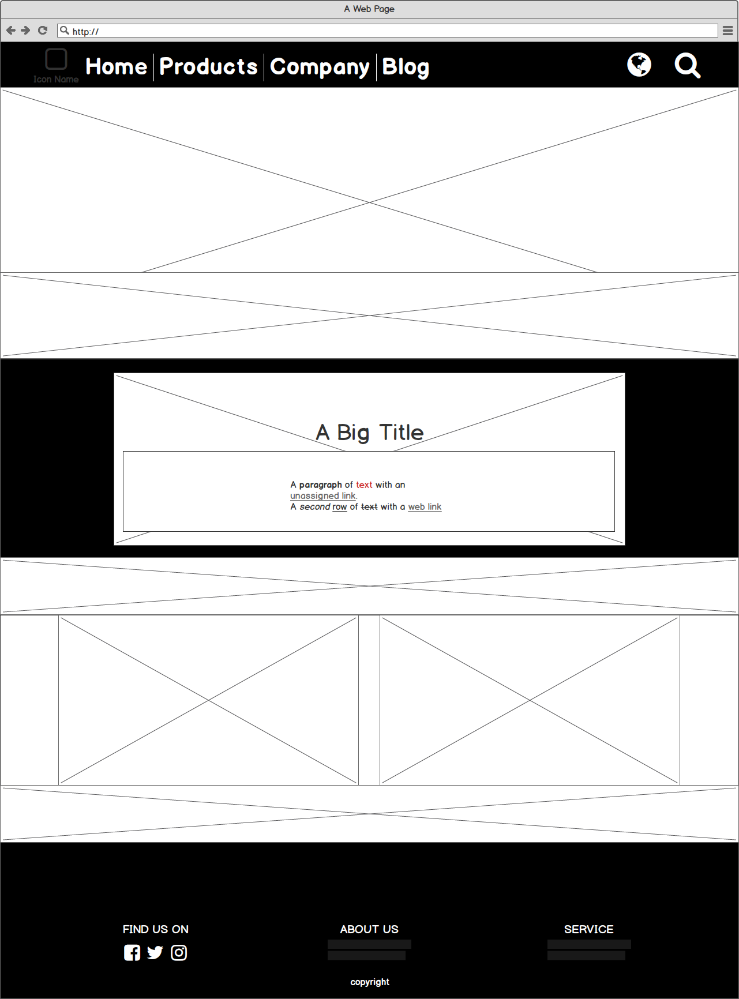 A Web Page
http://
Icon Name
Home Products Company Blog
A Big Title
A paragraph of text with an
unassigned link.
A second row of text with a web link
FIND US ON
ABOUT US
SERVICE
copyright